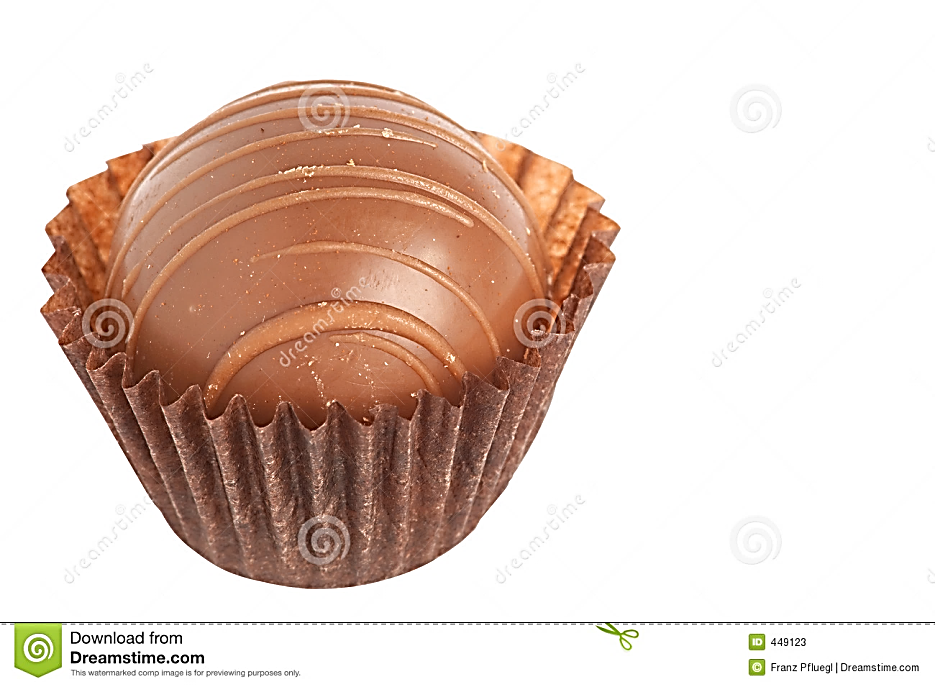 dreamstime
dreamstime
dreamstime
dreamstime
dreamstime
dreamstime
Download from
Dreamstime.com
This watermarked comp image is for previewing purposes only.
ID 449123
© Franz Pfluegl | Dreamstime.com